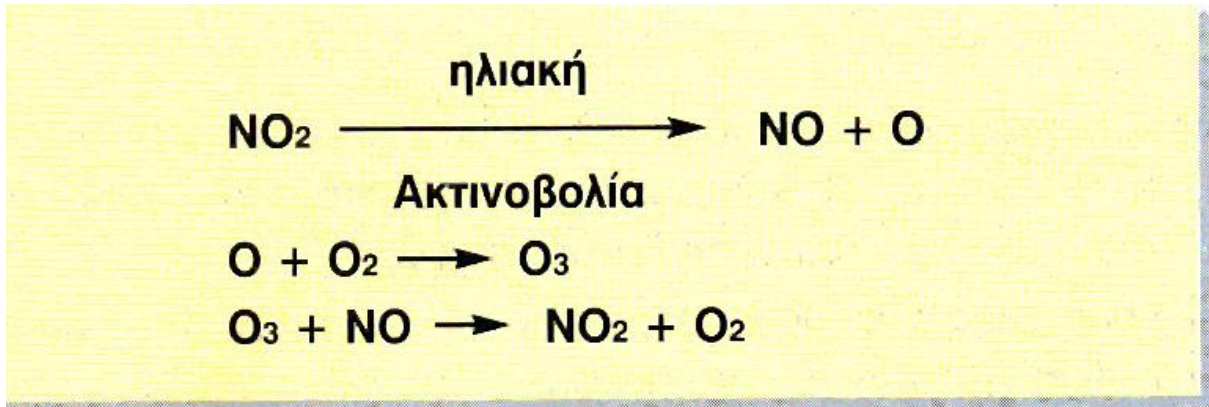 ηλιακή
NO₂ ⟶ NO + O
Ακτινοβολία
O + O₂ ⟶ O₃
O₃ + NO ⟶ NO₂ + O₂